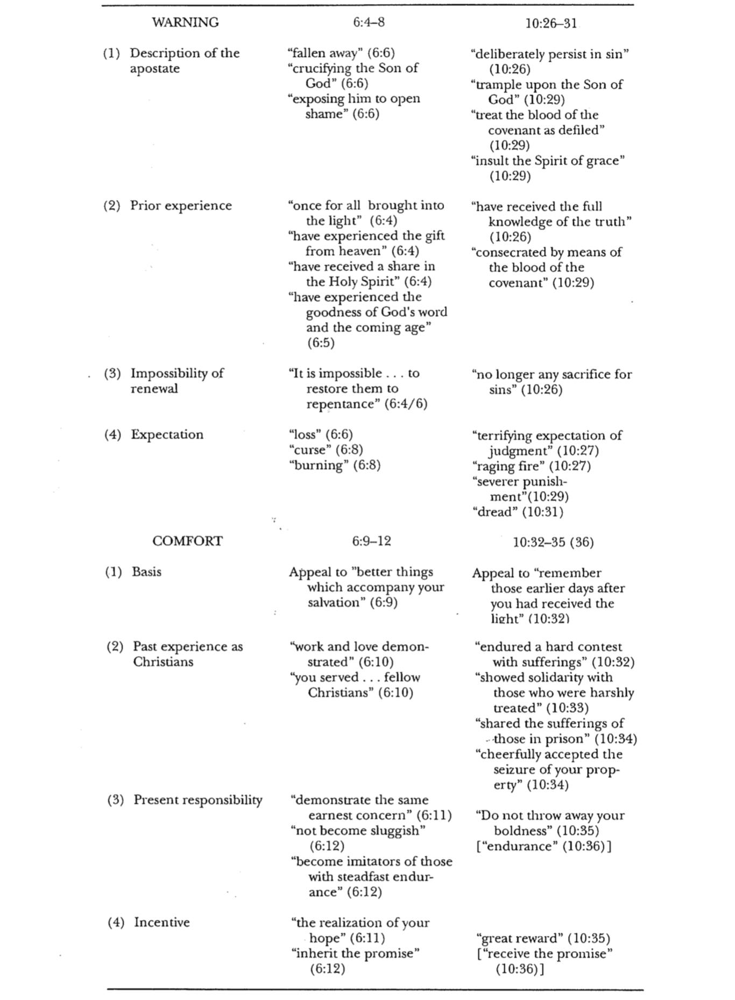 WARNING 6:4–8 10:26–31
(1) Description of the
apostate
“fallen away” (6:6)
“crucifying the Son of
God” (6:6)
“exposing him to open
shame” (6:6)
“deliberately persist in sin”
(10:26)
“trample upon the Son of
God” (10:29)
“treat the blood of the
covenant as defiled”
(10:29)
“insult the Spirit of grace”
(10:29)
(2) Prior experience
“once for all brought into
the light” (6:4)
“have experienced the gift
from heaven” (6:4)
“have received a share in
the Holy Spirit” (6:4)
“have experienced the
goodness of God's word
and the coming age”
(6:5)
“have received the full
knowledge of the truth”
(10:26)
“consecrated by means of
the blood of the
covenant” (10:29)
(3) Impossibility of
renewal
“It is impossible . . . to
restore them to
repentance” (6:4/6)
“no longer any sacrifice for
sins” (10:26)
(4) Expectation
“loss” (6:6)
“curse” (6:8)
“burning” (6:8)
“terrifying expectation of
judgment” (10:27)
“raging fire” (10:27)
“severer punish-
ment”(10:29)
“dread” (10:31)
COMFORT 6:9–12 10:32–35 (36)
(1) Basis
Appeal to ”better things
which accompany your
salvation” (6:9)
Appeal to “remember
those earlier days after
you had received the
light” (10:32)
(2) Past experience as
Christians
“work and love demon-
strated” (6:10)
“you served . . . fellow
Christians” (6:10)
“endured a hard contest
with sufferings” (10:32)
“showed solidarity with
those who were harshly
treated” (10:33)
“shared the sufferings of
those in prison” (10:34)
“cheerfully accepted the
seizure of your prop-
erty” (10:34)
(3) Present responsibility
“demonstrate the same
earnest concern” (6:11)
“not become sluggish”
(6:12)
“become imitators of those
with steadfast endur-
ance” (6:12)
“Do not throw away your
boldness” (10:35)
[“endurance” (10:36)]
(4) Incentive
“the realization of your
hope” (6:11)
“inherit the promise”
(6:12)
“great reward” (10:35)
[“receive the promise”
(10:36)]